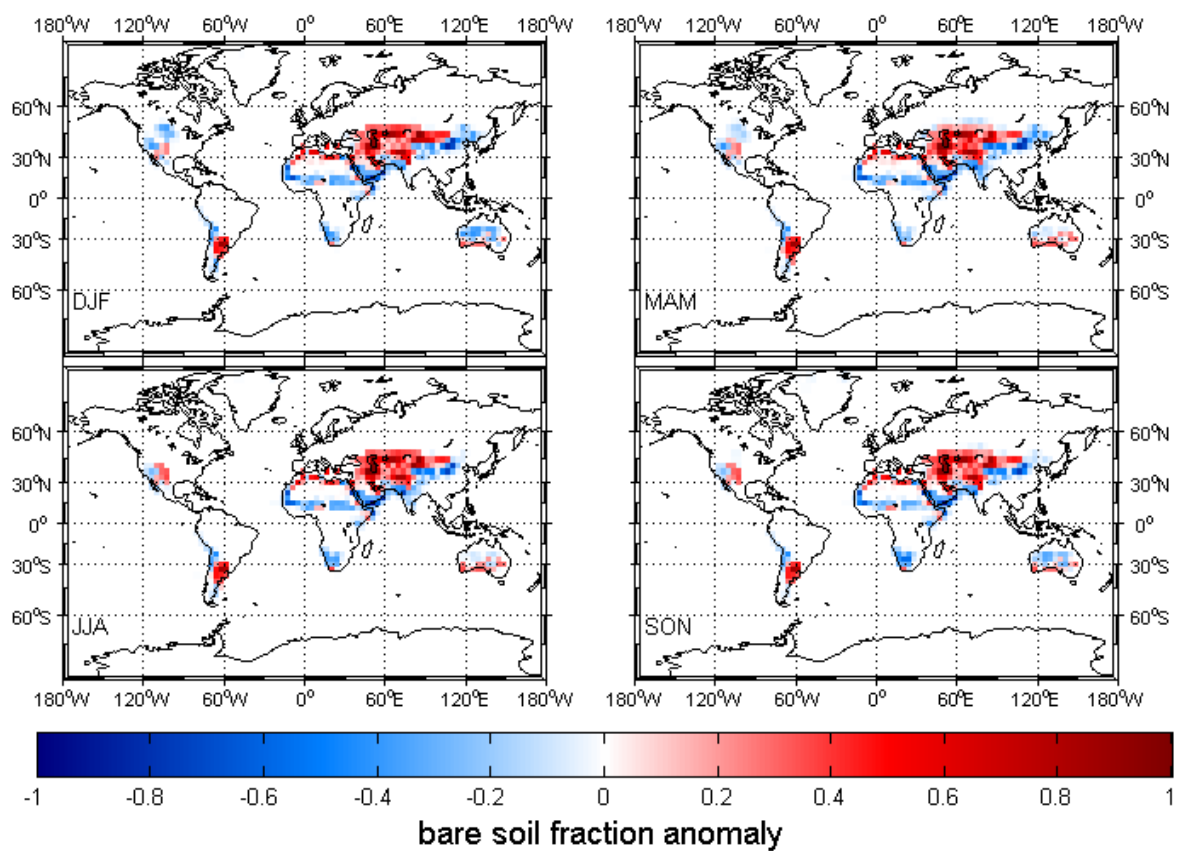 180°W 120°W 60°W 0° 60°E 120°E 180°W 180°W 120°W 60°W 0° 60°E 120°E 180°W
60°N 60°N
30°N 30°N
0° 0°
30°S 30°S
60°S 60°S
DJF MAM
60°N 60°N
30°N 30°N
0° 0°
30°S 30°S
60°S 60°S
JJA SON
180°W 120°W 60°W 0° 60°E 120°E 180°W 180°W 120°W 60°W 0° 60°E 120°E 180°W
-1 -0.8 -0.6 -0.4 -0.2 0 0.2 0.4 0.6 0.8 1
bare soil fraction anomaly